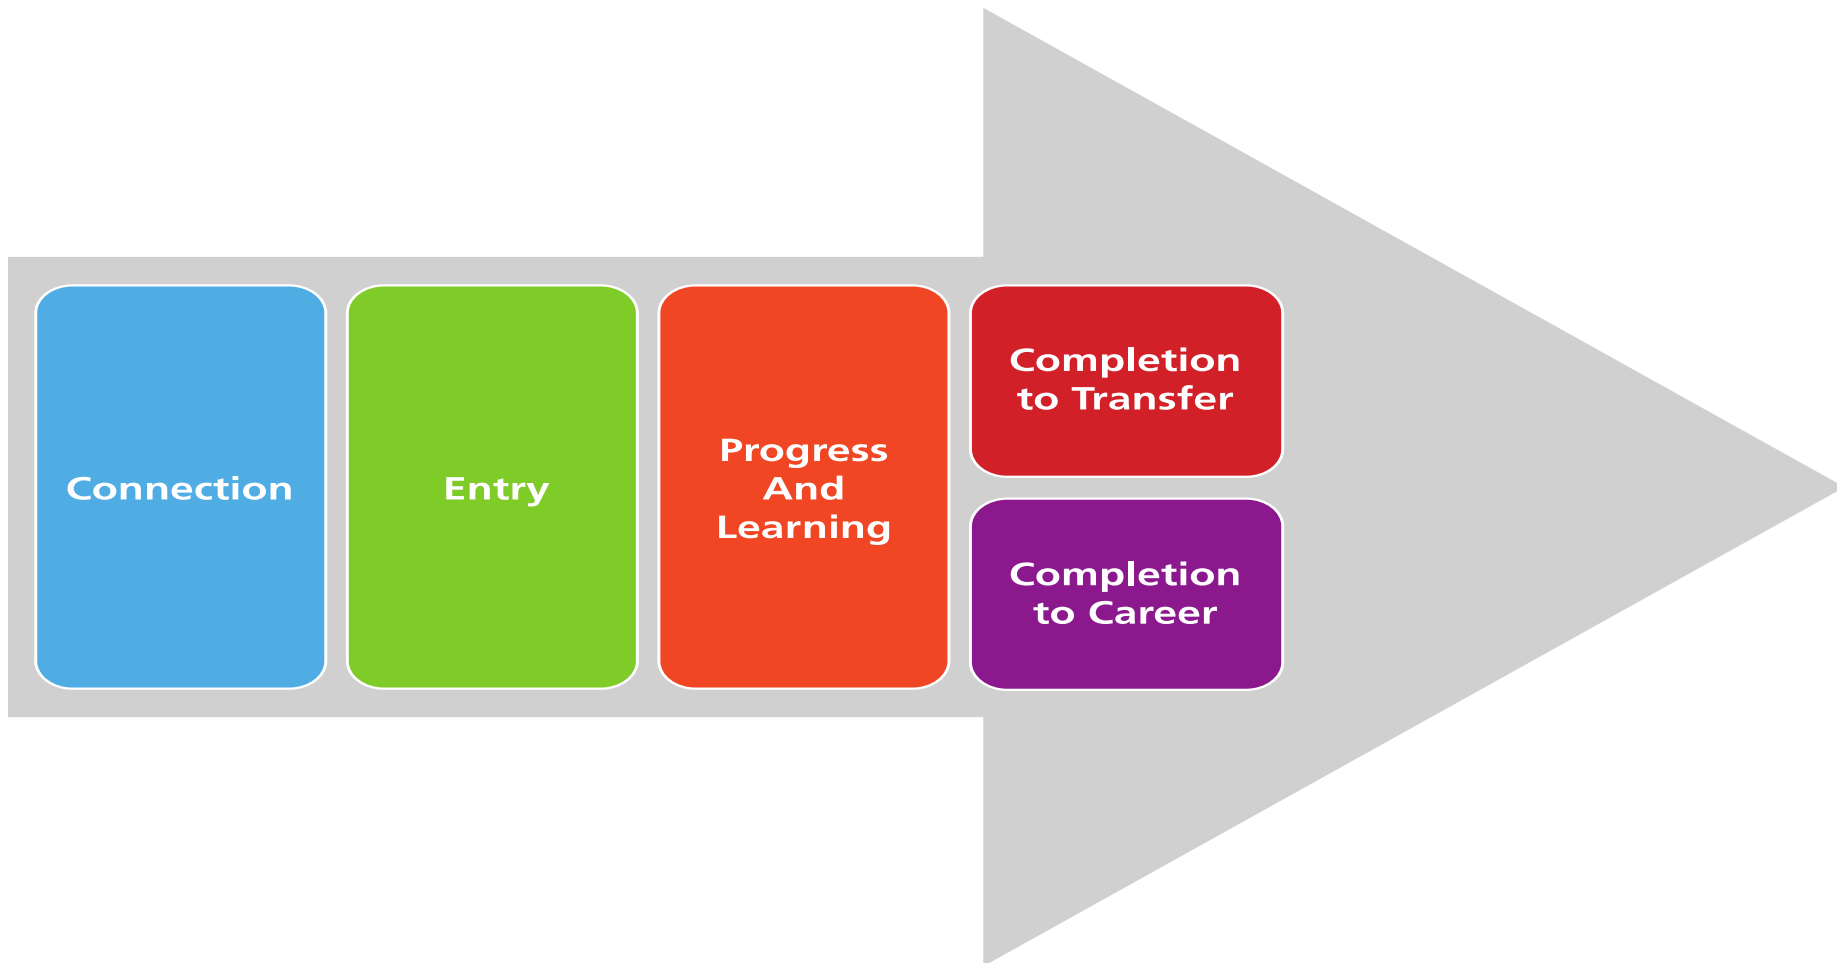 Connection
Entry
Progress
And
Learning
Completion
to Transfer
Completion
to Career